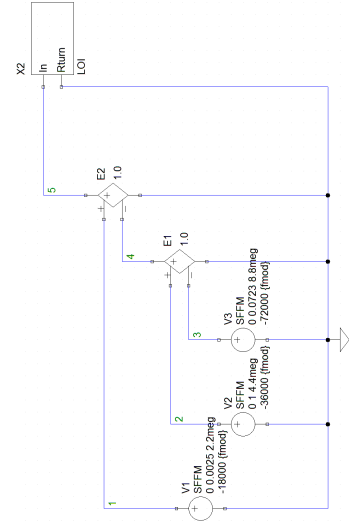 X2
In
Rturn
LOI
5
E2
1.0
+
−
4
E1
1.0
+
−
3
V3
SFFM
0 0.0723 8.8meg
-72000 {fmod}
2
V2
SFFM
0 1 4.4meg
-36000 {fmod}
1
V1
SFFM
0 0.0025 2.2meg
-18000 {fmod}